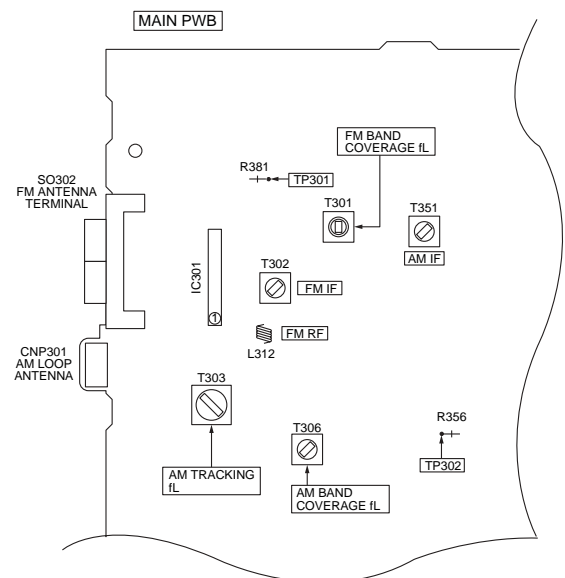 MAIN PWB
FM BAND
COVERAGE fL
R381
TP301
SO302
FM ANTENNA
TERMINAL
T301
T351
AM IF
IC301
T302
FM IF
1
FM RF
L312
CNP301
AM LOOP
ANTENNA
T303
R356
T306
TP302
AM TRACKING
fL
AM BAND
COVERAGE fL